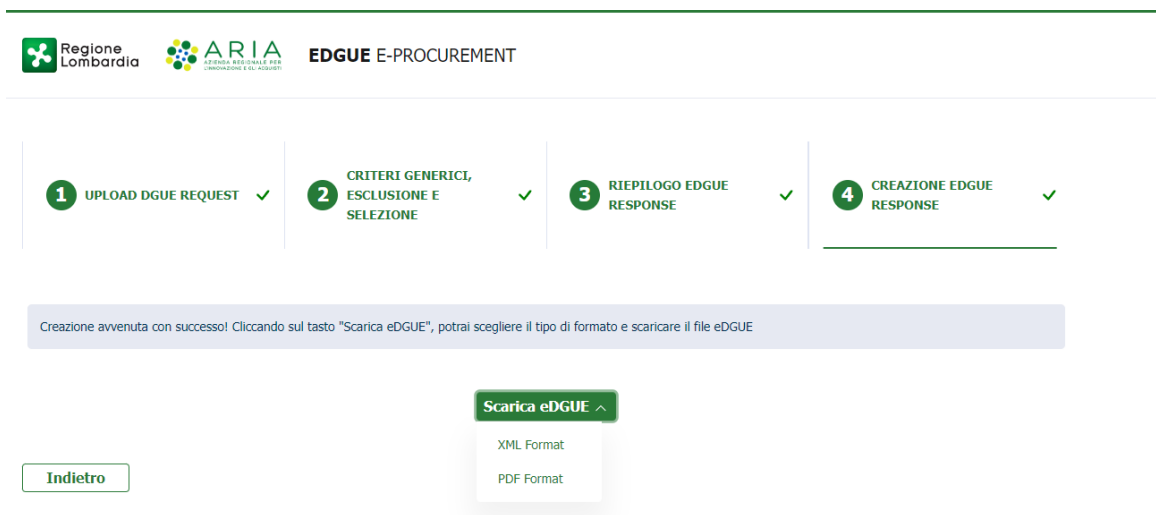 Regione
Lombardia
ARIA
AZIENDA REGIONALE PER
L'INNOVAZIONE E GLI ACQUISTI
EDGUE E-PROCUREMENT
1 UPLOAD DGUE REQUEST
2 CRITERI GENERICI,
ESCLUSIONE E
SELEZIONE
3 RIEPILOGO EDGUE
RESPONSE
4 CREAZIONE EDGUE
RESPONSE
Creazione avvenuta con successo! Cliccando sul tasto "Scarica eDGUE", potrai scegliere il tipo di formato e scaricare il file eDGUE
Scarica eDGUE
XML Format
PDF Format
Indietro